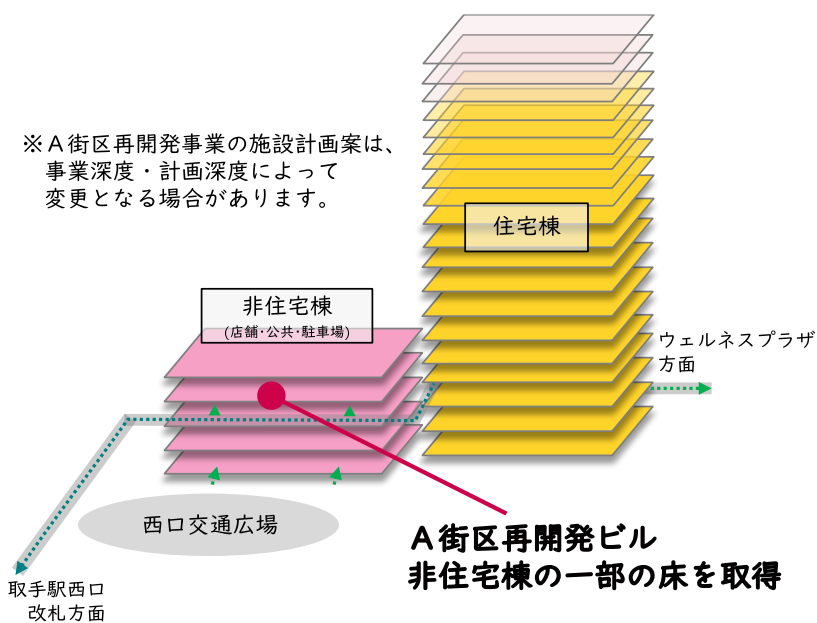 ※Ａ街区再開発事業の施設計画案は、
事業深度・計画深度によって
変更となる場合があります。
住宅棟
非住宅棟
(店舗・公共・駐車場)
ウェルネスプラザ
方面
西口交通広場
Ａ街区再開発ビル
非住宅棟の一部の床を取得
取手駅西口
改札方面